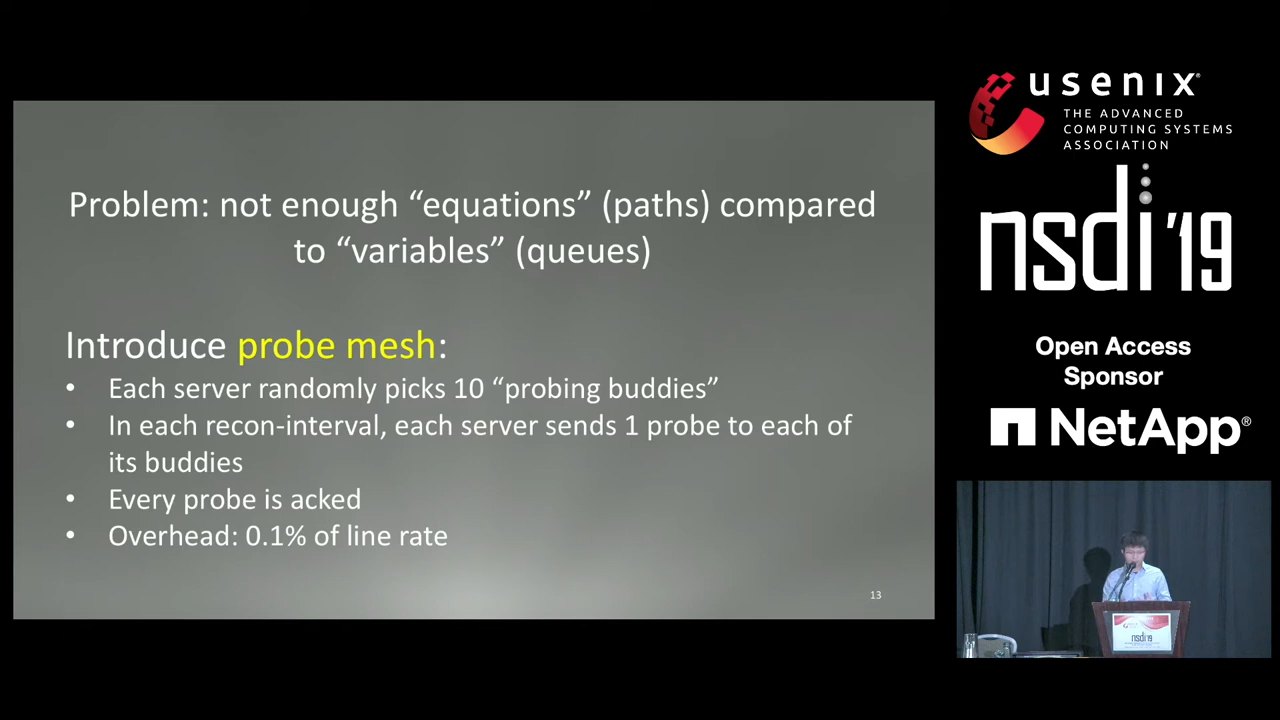 Problem: not enough “equations” (paths) compared
to “variables” (queues)
Introduce probe mesh:
• Each server randomly picks 10 “probing buddies”
• In each recon-interval, each server sends 1 probe to each of
its buddies
• Every probe is acked
• Overhead: 0.1% of line rate
13
usenix®
THE ADVANCED
COMPUTING SYSTEMS
ASSOCIATION
nsdi ’19
Open Access
Sponsor
NetApp®
nsdi19